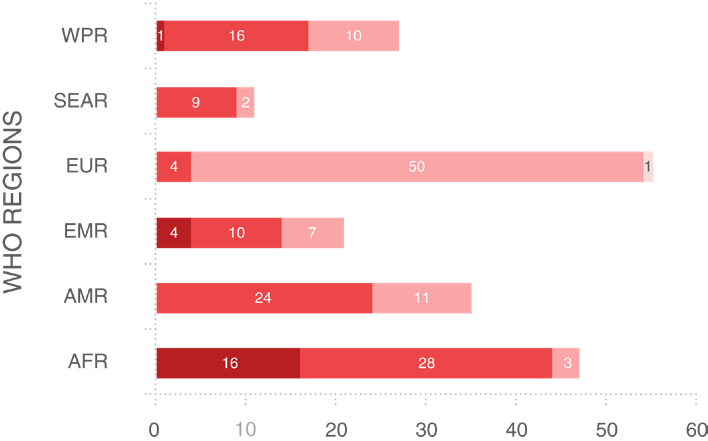 WHO REGIONS
WPR 1 16 10
SEAR 9 2
EUR 4 50 1
EMR 4 10 7
AMR 24 11
AFR 16 28 3
0 10 20 30 40 50 60